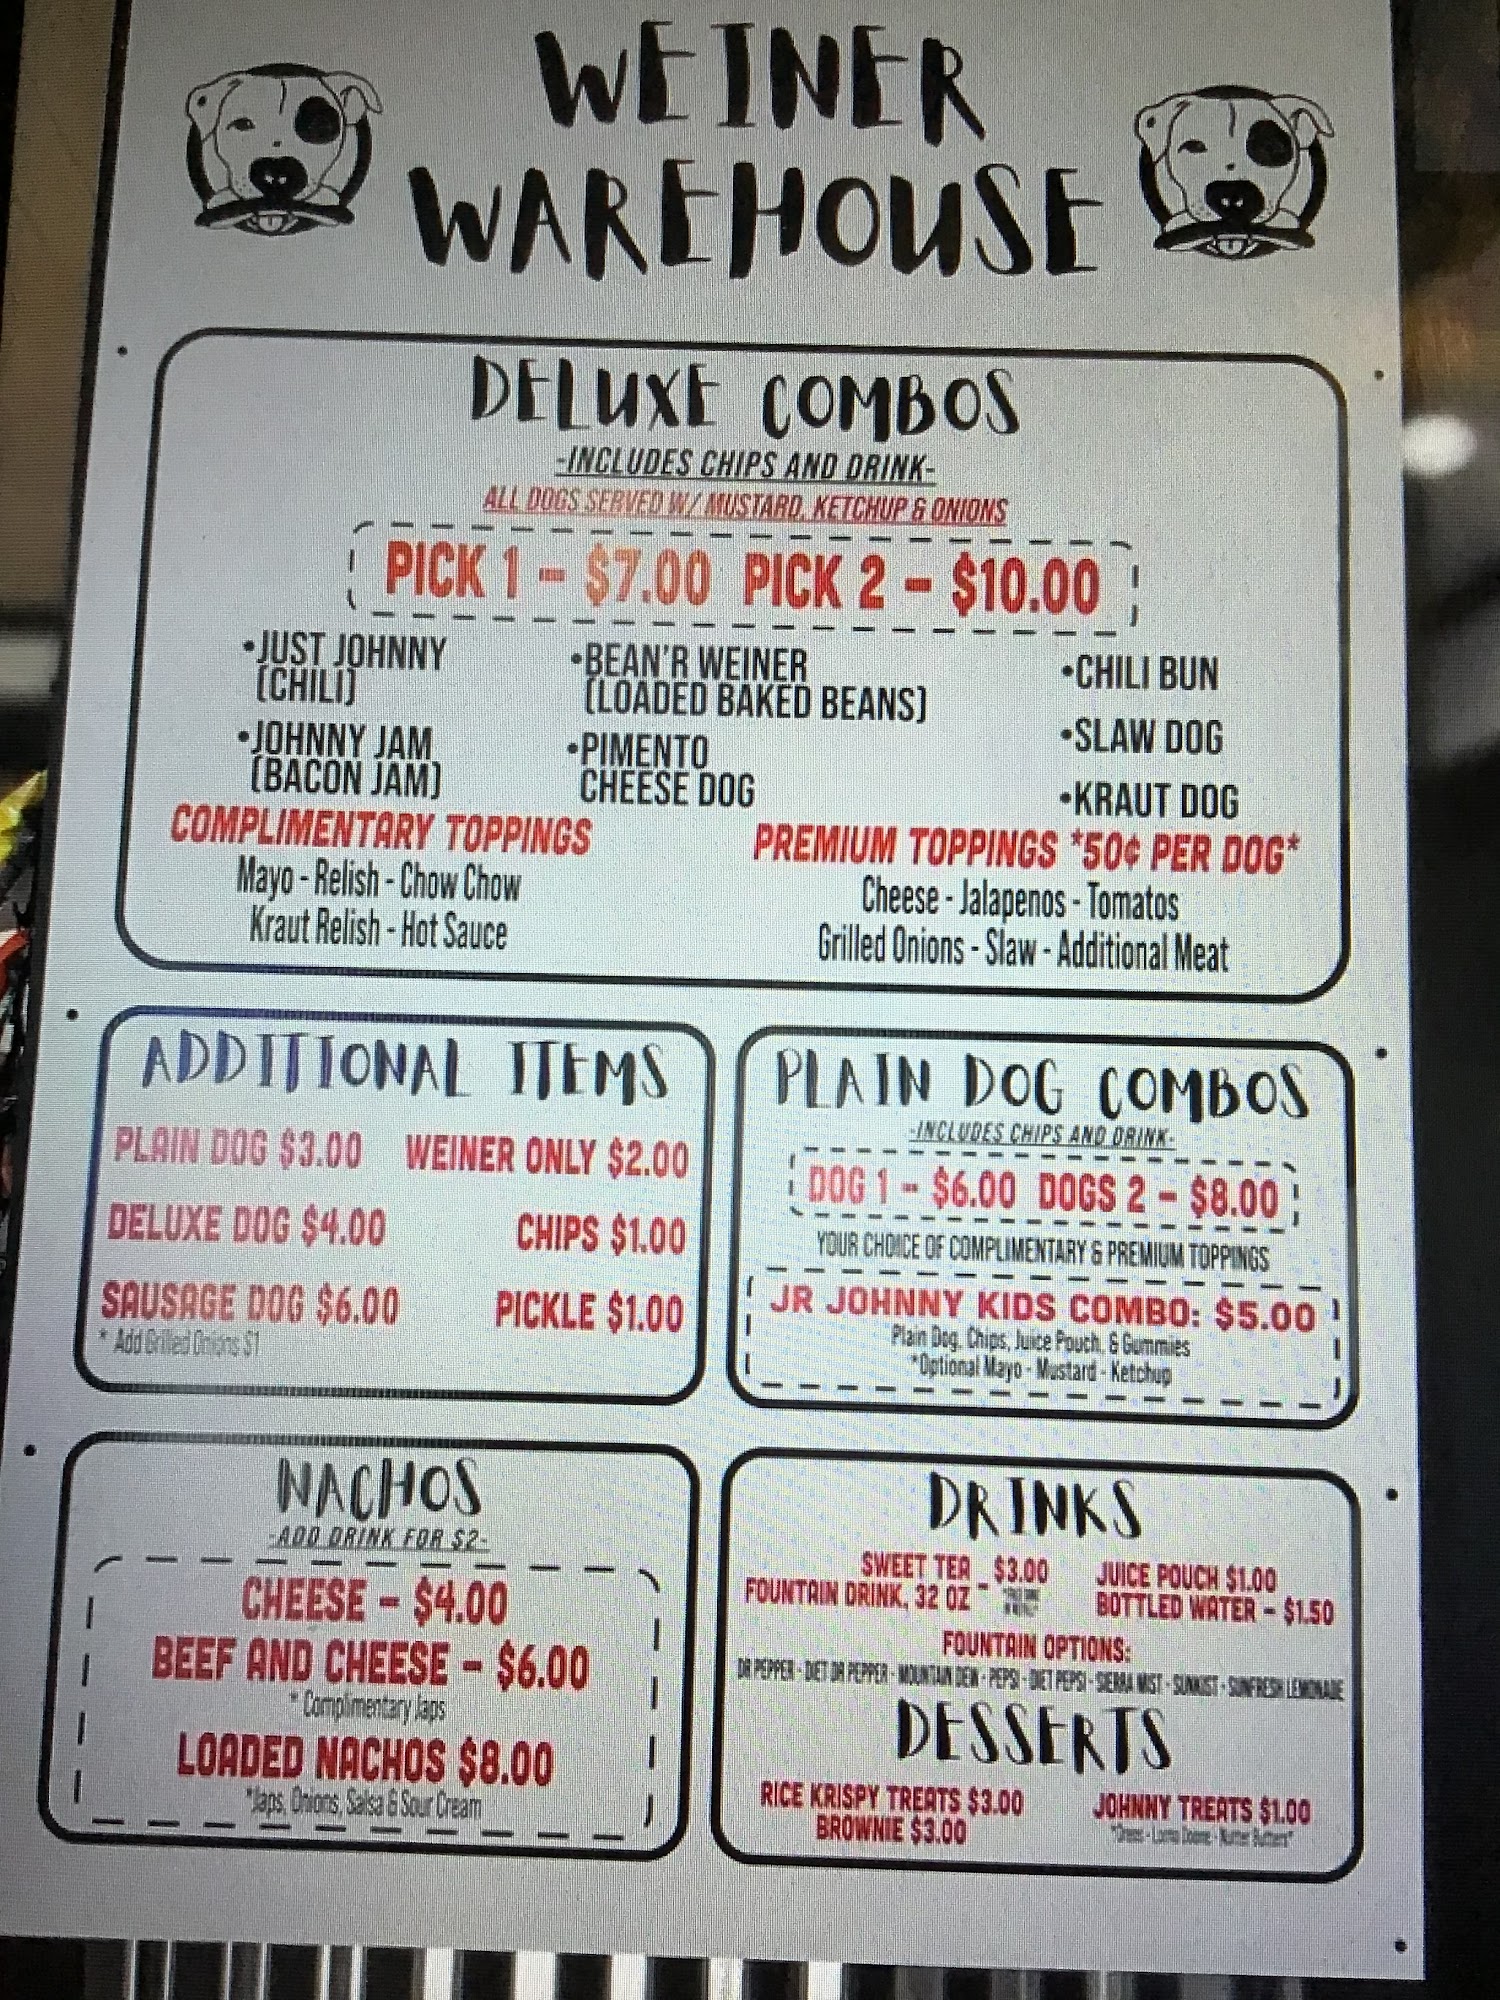 WEINER
WAREHOUSE
DELUXE COMBOS
-INCLUDES CHIPS AND DRINK-
ALL DOGS SERVED W/ MUSTARD, KETCHUP & ONIONS
PICK 1 - $7.00 PICK 2 - $10.00
•JUST JOHNNY
(CHILI)
•JOHNNY JAM
(BACON JAM)
•BEAN'R WEINER
(LOADED BAKED BEANS)
•PIMENTO
CHEESE DOG
•CHILI BUN
•SLAW DOG
•KRAUT DOG
COMPLIMENTARY TOPPINGS
Mayo - Relish - Chow Chow
Kraut Relish - Hot Sauce
PREMIUM TOPPINGS *50¢ PER DOG*
Cheese - Jalapenos - Tomatos
Grilled Onions - Slaw - Additional Meat
ADDITIONAL ITEMS
PLAIN DOG $3.00 WEINER ONLY $2.00
DELUXE DOG $4.00 CHIPS $1.00
SAUSAGE DOG $6.00 PICKLE $1.00
* Add Grilled Onions $1
PLAIN DOG COMBOS
-INCLUDES CHIPS AND DRINK-
DOG 1 - $6.00 DOGS 2 - $8.00
YOUR CHOICE OF COMPLIMENTARY & PREMIUM TOPPINGS
JR JOHNNY KIDS COMBO: $5.00
Plain Dog, Chips, Juice Pouch, & Gummies
*Optional Mayo - Mustard - Ketchup
NACHOS
-ADD DRINK FOR $2-
CHEESE - $4.00
BEEF AND CHEESE - $6.00
* Complimentary Japs
LOADED NACHOS $8.00
*Japs, Onions, Salsa & Sour Cream
DRINKS
SWEET TEA - $3.00
FOUNTAIN DRINK, 32 OZ
JUICE POUCH $1.00
BOTTLED WATER - $1.50
FOUNTAIN OPTIONS:
DR PEPPER - DIET DR PEPPER - MOUNTAIN DEW - PEPSI - DIET PEPSI - SIERRA MIST - SUNKIST - SUNFRESH LEMONADE
DESSERTS
RICE KRISPY TREATS $3.00
BROWNIE $3.00
JOHNNY TREATS $1.00
*Oreos - Lorna Doone - Nutter Butters*